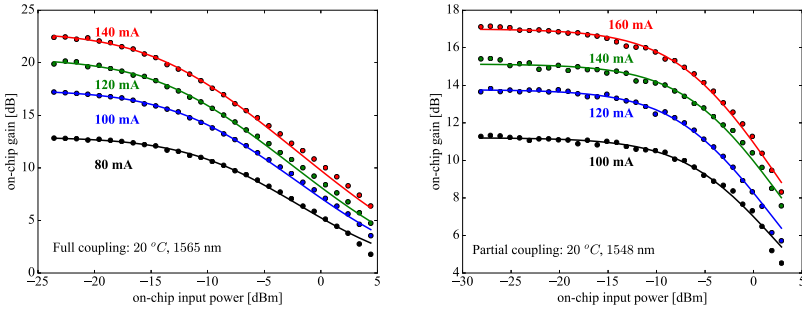 25
20
15
10
5
0
on-chip gain [dB]
140 mA
120 mA
100 mA
80 mA
Full coupling: 20 °C, 1565 nm
−25 −20 −15 −10 −5 0 5
on-chip input power [dBm]
18
16
14
12
10
8
6
4
on-chip gain [dB]
160 mA
140 mA
120 mA
100 mA
Partial coupling: 20 °C, 1548 nm
−30 −25 −20 −15 −10 −5 0 5
on-chip input power [dBm]